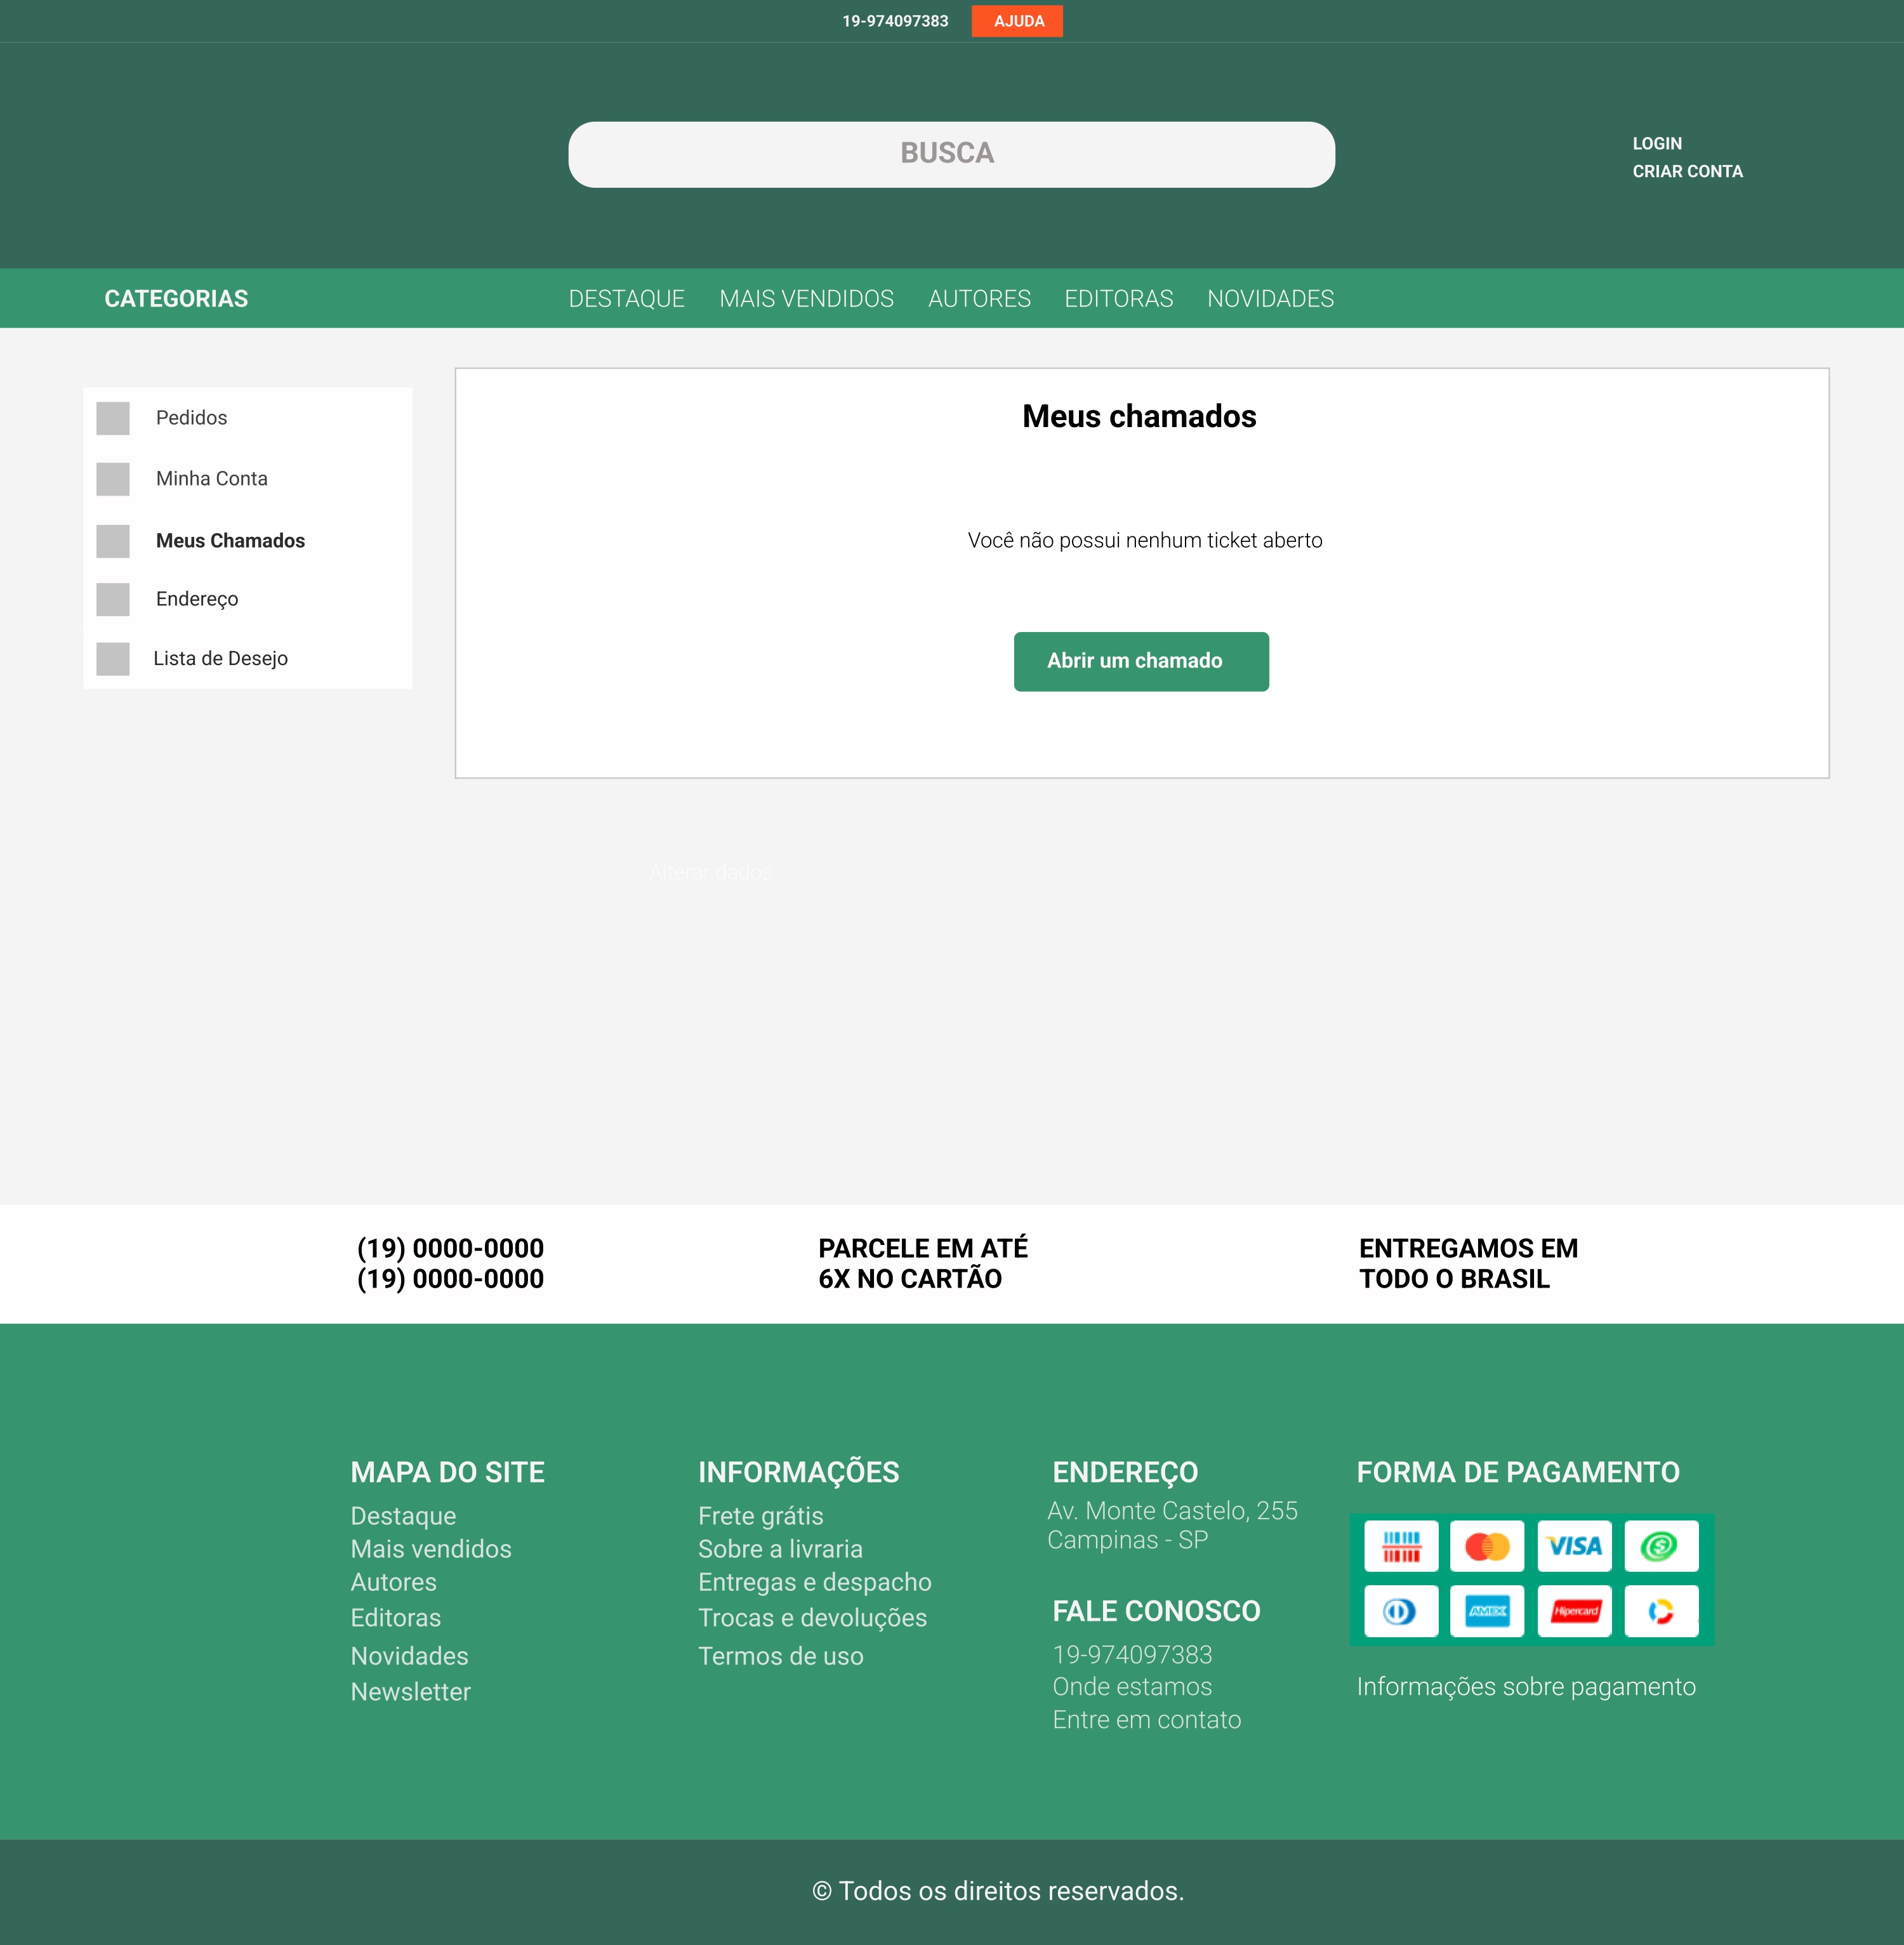 19-974097383
AJUDA
BUSCA
LOGIN
CRIAR CONTA
CATEGORIAS
DESTAQUE
MAIS VENDIDOS
AUTORES
EDITORAS
NOVIDADES
Pedidos
Minha Conta
Meus Chamados
Endereço
Lista de Desejo
Meus chamados
Você não possui nenhum ticket aberto
Abrir um chamado
Alterar dados
(19) 0000-0000
(19) 0000-0000
PARCELE EM ATÉ
6X NO CARTÃO
ENTREGAMOS EM
TODO O BRASIL
MAPA DO SITE
Destaque
Mais vendidos
Autores
Editoras
Novidades
Newsletter
INFORMAÇÕES
Frete grátis
Sobre a livraria
Entregas e despacho
Trocas e devoluções
Termos de uso
ENDEREÇO
Av. Monte Castelo, 255
Campinas - SP
FALE CONOSCO
19-974097383
Onde estamos
Entre em contato
FORMA DE PAGAMENTO
VISA
AMEX
Hipercard
Informações sobre pagamento
© Todos os direitos reservados.